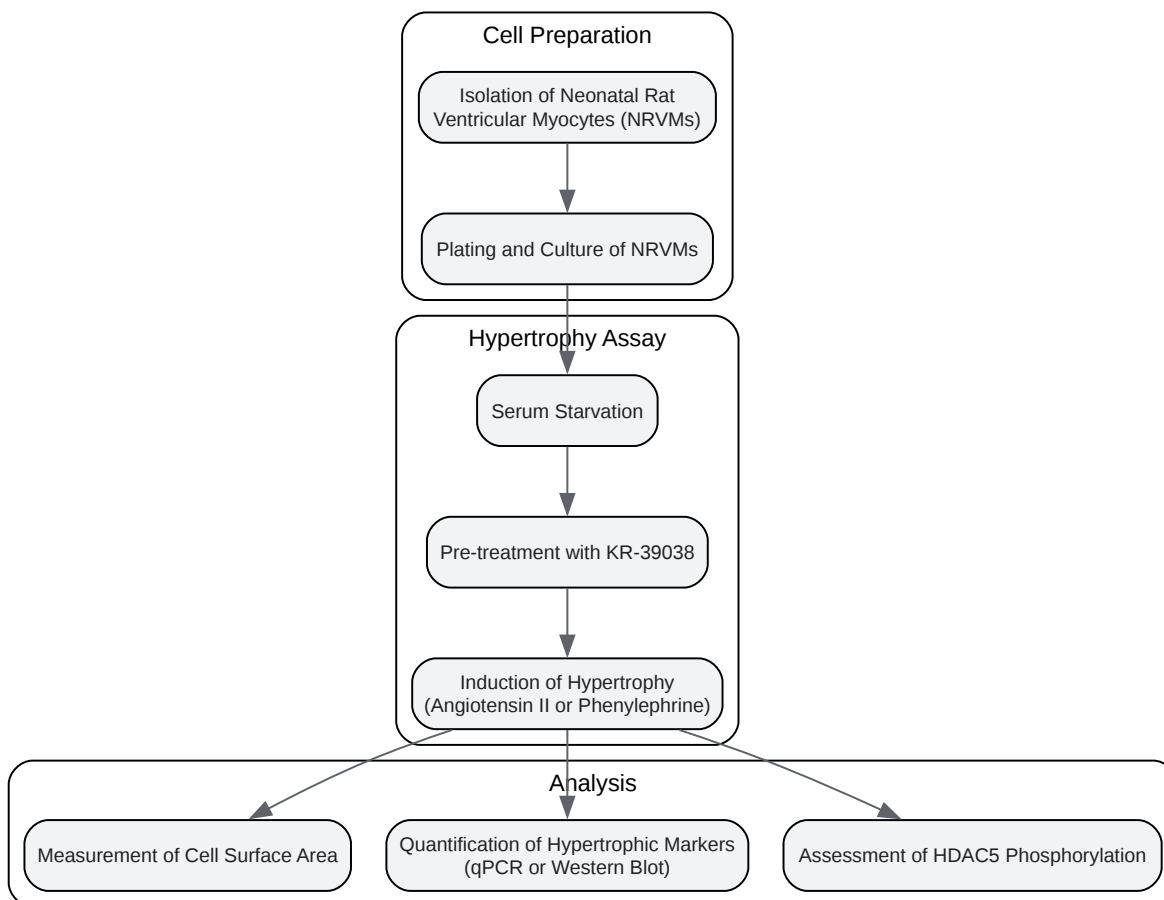 Cell Preparation
Isolation of Neonatal Rat
Ventricular Myocytes (NRVMs)
Plating and Culture of NRVMs
Hypertrophy Assay
Serum Starvation
Pre-treatment with KR-39038
Induction of Hypertrophy
(Angiotensin II or Phenylephrine)
Analysis
Measurement of Cell Surface Area
Quantification of Hypertrophic Markers
(qPCR or Western Blot)
Assessment of HDAC5 Phosphorylation